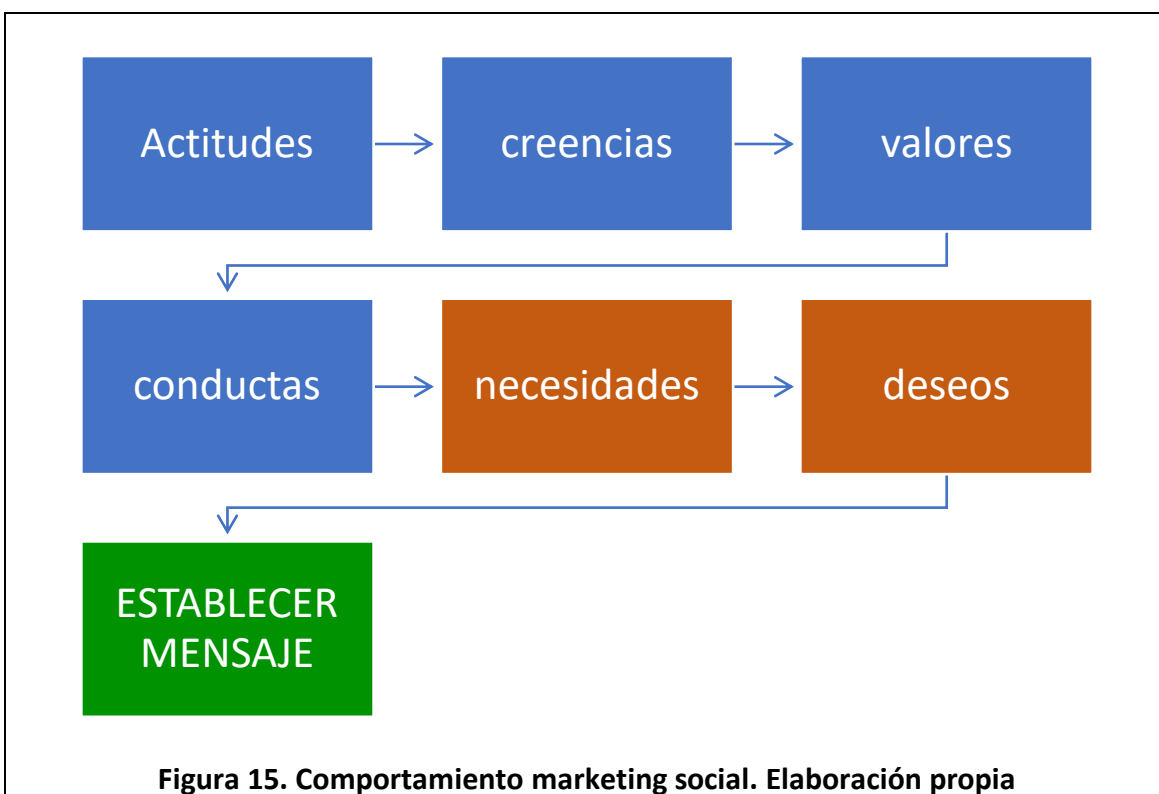 Actitudes
creencias
valores
conductas
necesidades
deseos
ESTABLECER
MENSAJE
Figura 15. Comportamiento marketing social. Elaboración propia